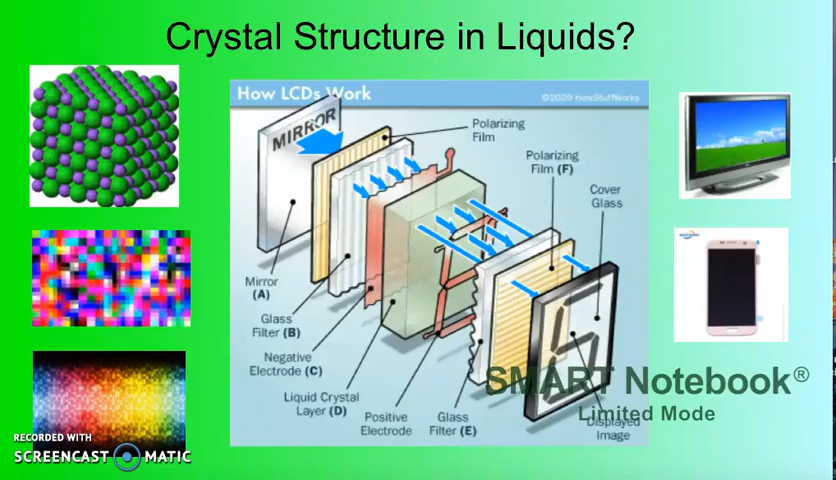 Crystal Structure in Liquids?
How LCDs Work
©2009 HowStuffWorks
MIRROR
Polarizing
Film
Polarizing
Film (F)
Cover
Glass
Mirror
(A)
Glass
Filter (B)
Negative
Electrode (C)
Liquid Crystal
Layer (D)
Positive
Electrode
Glass
Filter (E)
Displayed
Image
SMART Notebook®
Limited Mode
RECORDED WITH
SCREENCAST MATIC